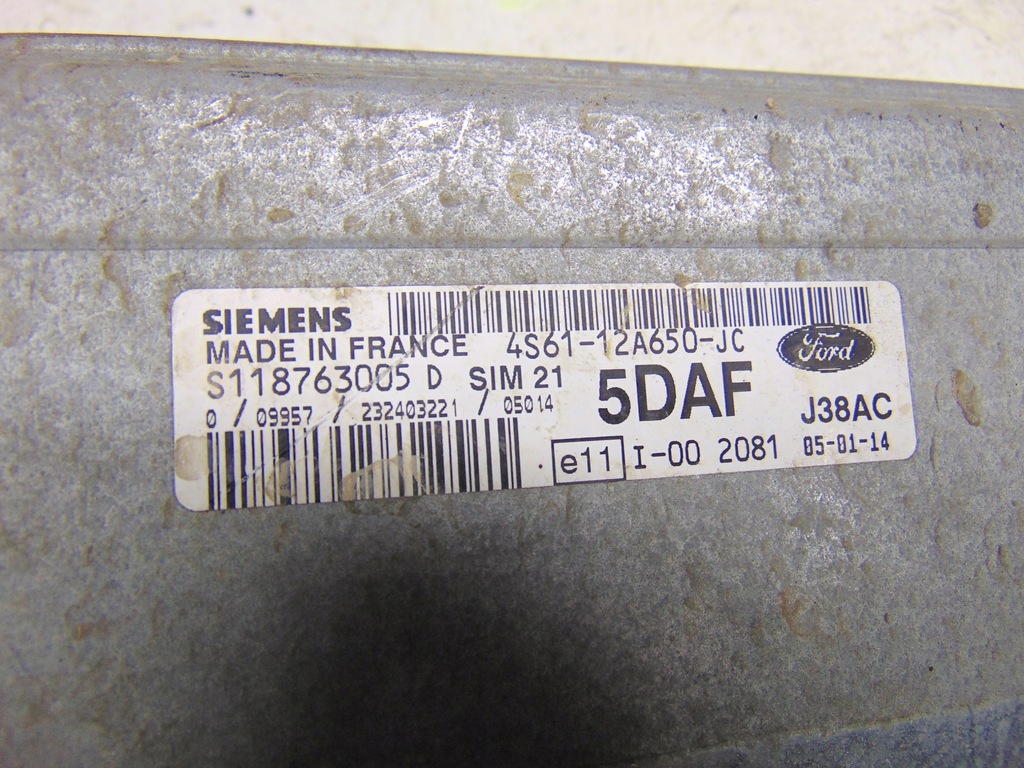 SIEMENS
MADE IN FRANCE 4S61-12A650-JC Ford
S118763005 D SIM 21 5DAF J38AC
0 / 09957 / 232403221 / 05014
e11 I-00 2081 05-01-14